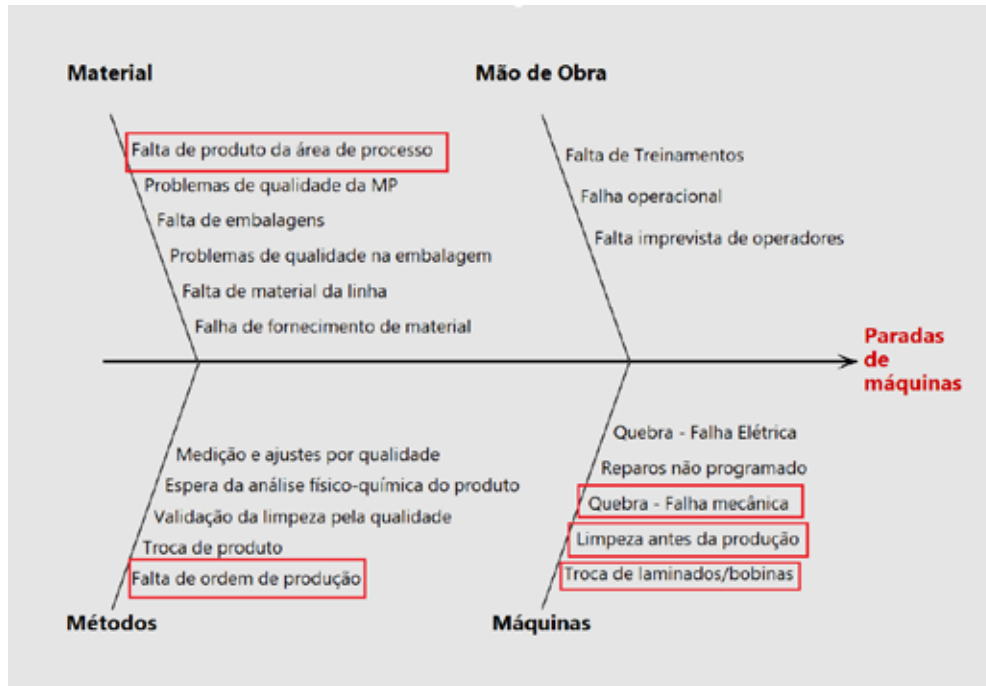 Material
Falta de produto da área de processo
Problemas de qualidade da MP
Falta de embalagens
Problemas de qualidade na embalagem
Falta de material da linha
Falha de fornecimento de material
Mão de Obra
Falta de Treinamentos
Falha operacional
Falta imprevista de operadores
Paradas
de
máquinas
Medição e ajustes por qualidade
Espera da análise físico-química do produto
Validação da limpeza pela qualidade
Troca de produto
Falta de ordem de produção
Métodos
Quebra - Falha Elétrica
Reparos não programado
Quebra - Falha mecânica
Limpeza antes da produção
Troca de laminados/bobinas
Máquinas